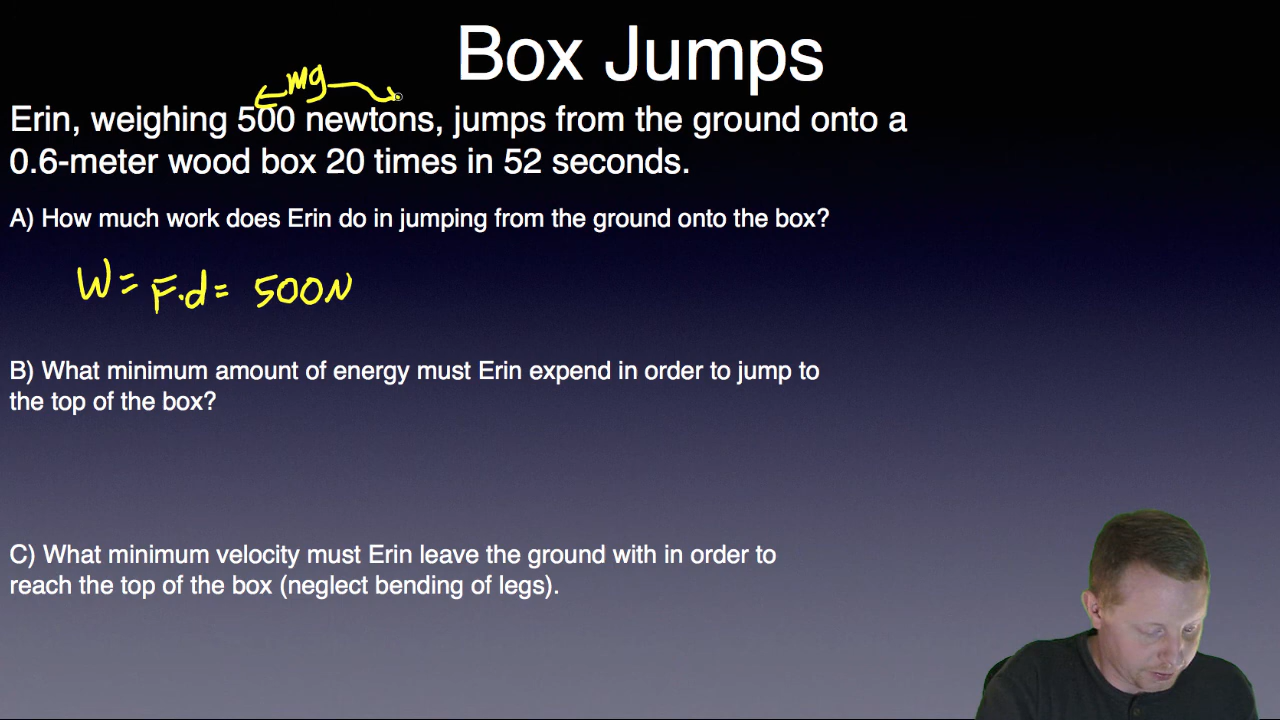 Box Jumps
mg
Erin, weighing 500 newtons, jumps from the ground onto a
0.6-meter wood box 20 times in 52 seconds.
A) How much work does Erin do in jumping from the ground onto the box?
W= F.d= 500N
B) What minimum amount of energy must Erin expend in order to jump to
the top of the box?
C) What minimum velocity must Erin leave the ground with in order to
reach the top of the box (neglect bending of legs).